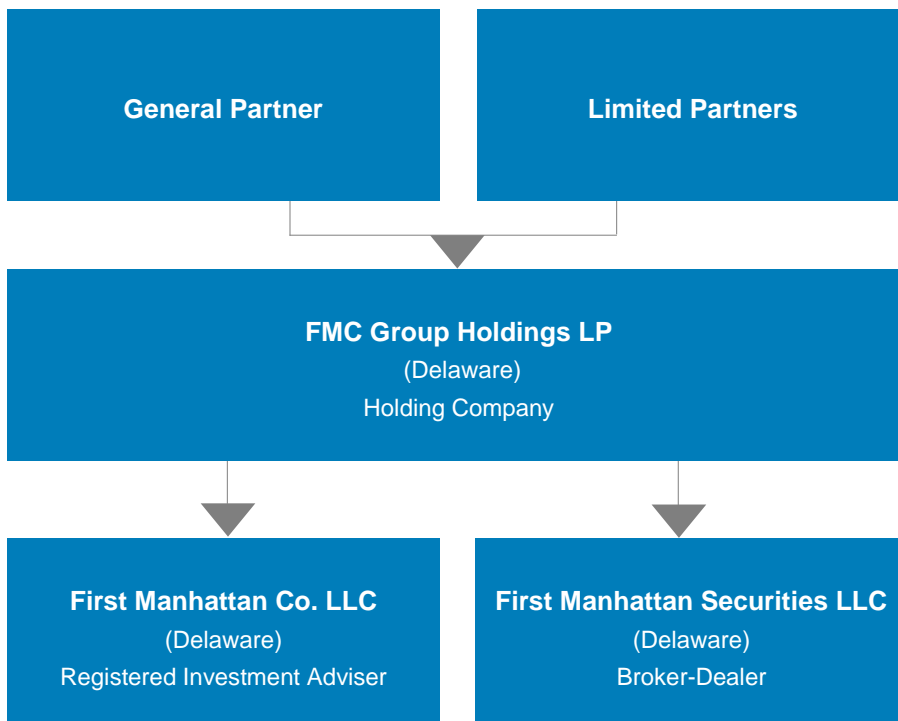 General Partner
Limited Partners
FMC Group Holdings LP
(Delaware)
Holding Company
First Manhattan Co. LLC
(Delaware)
Registered Investment Adviser
First Manhattan Securities LLC
(Delaware)
Broker-Dealer